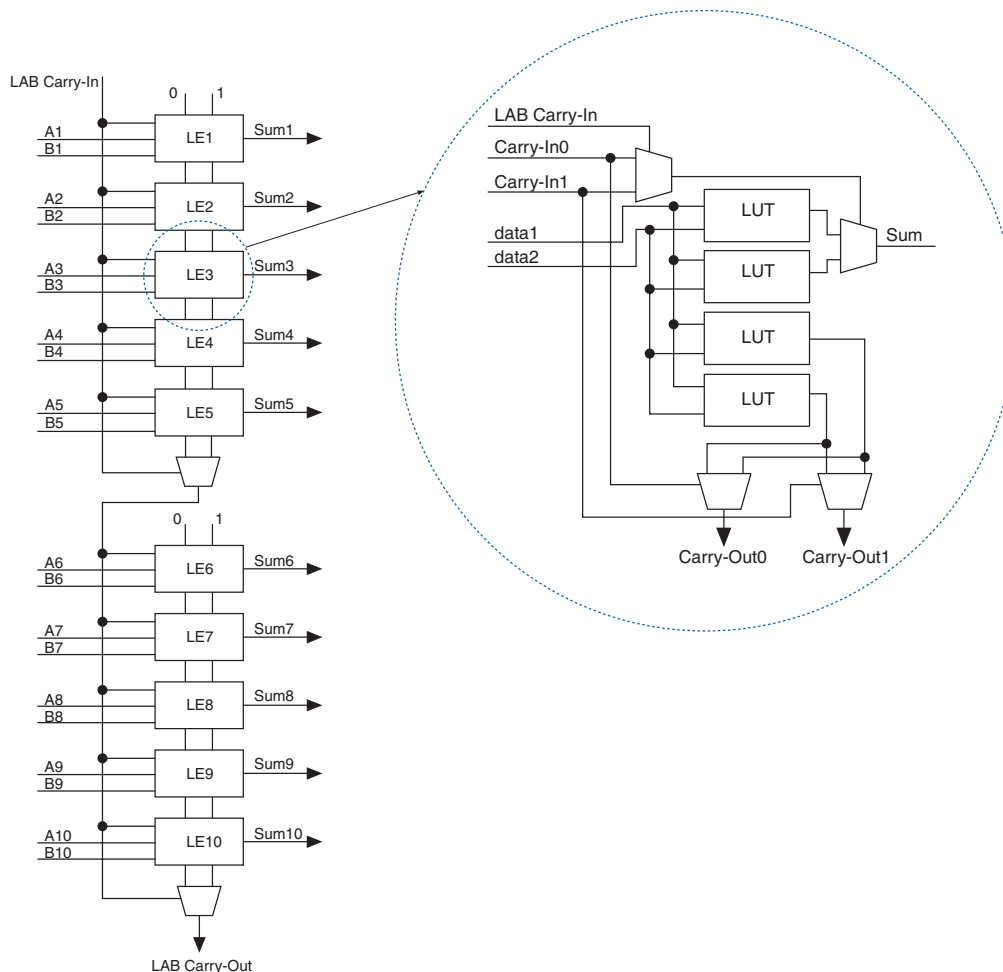 LAB Carry-In
0 1
A1
B1
LE1
Sum1
A2
B2
LE2
Sum2
A3
B3
LE3
Sum3
A4
B4
LE4
Sum4
A5
B5
LE5
Sum5
0 1
A6
B6
LE6
Sum6
A7
B7
LE7
Sum7
A8
B8
LE8
Sum8
A9
B9
LE9
Sum9
A10
B10
LE10
Sum10
LAB Carry-Out
LAB Carry-In
Carry-In0
Carry-In1
data1
data2
LUT
LUT
LUT
LUT
Sum
Carry-Out0
Carry-Out1